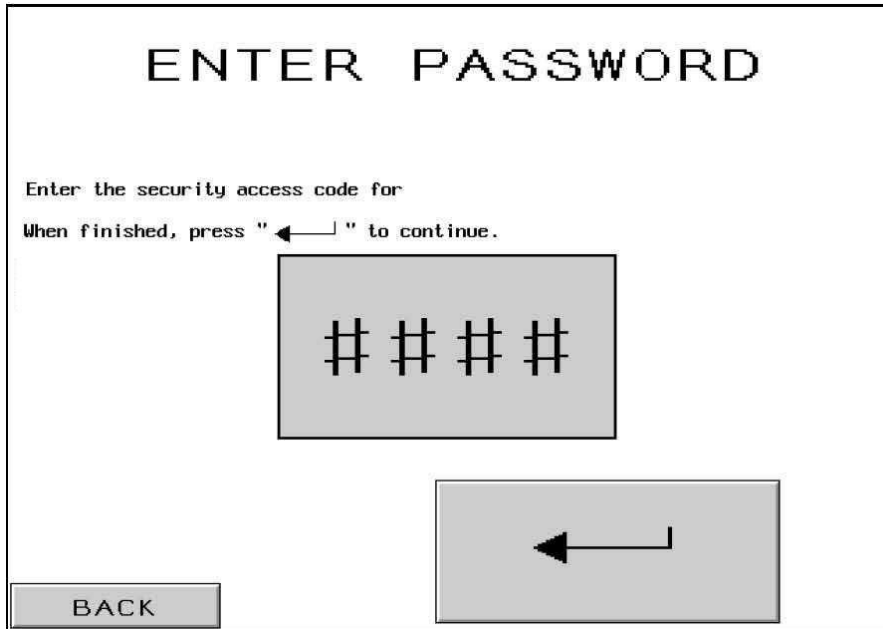 ENTER PASSWORD
Enter the security access code for
When finished, press "←┘" to continue.
####
BACK